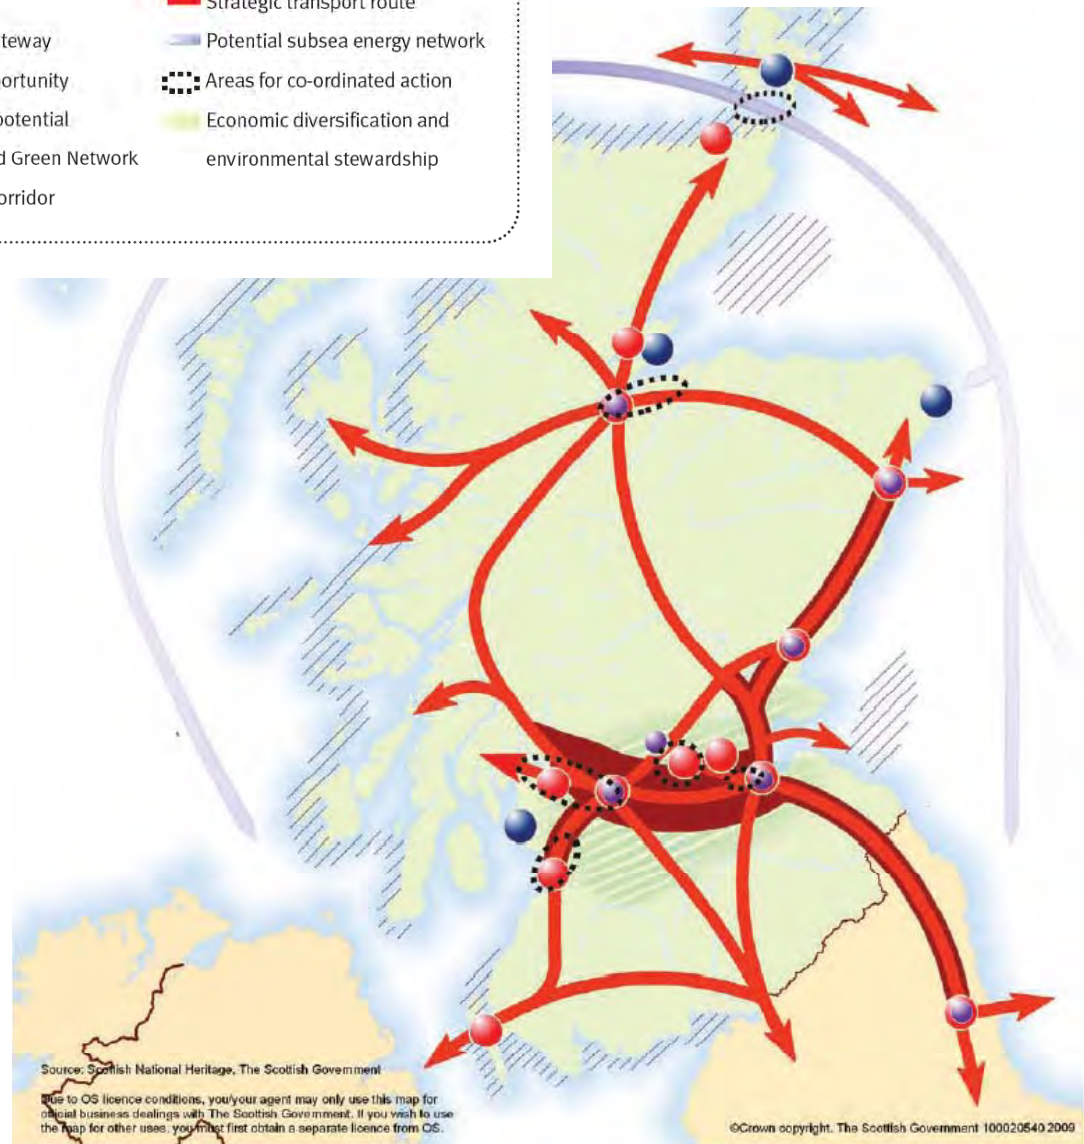 Strategic transport route
teway
Potential subsea energy network
portunity
Areas for co-ordinated action
potential
Economic diversification and
d Green Network
environmental stewardship
orridor
Source: Scottish National Heritage, The Scottish Government
Due to OS licence conditions, you/your agent may only use this map for
official business dealings with The Scottish Government. If you wish to use
the map for other uses, you must first obtain a separate licence from OS.
©Crown copyright. The Scottish Government 100020540 2009